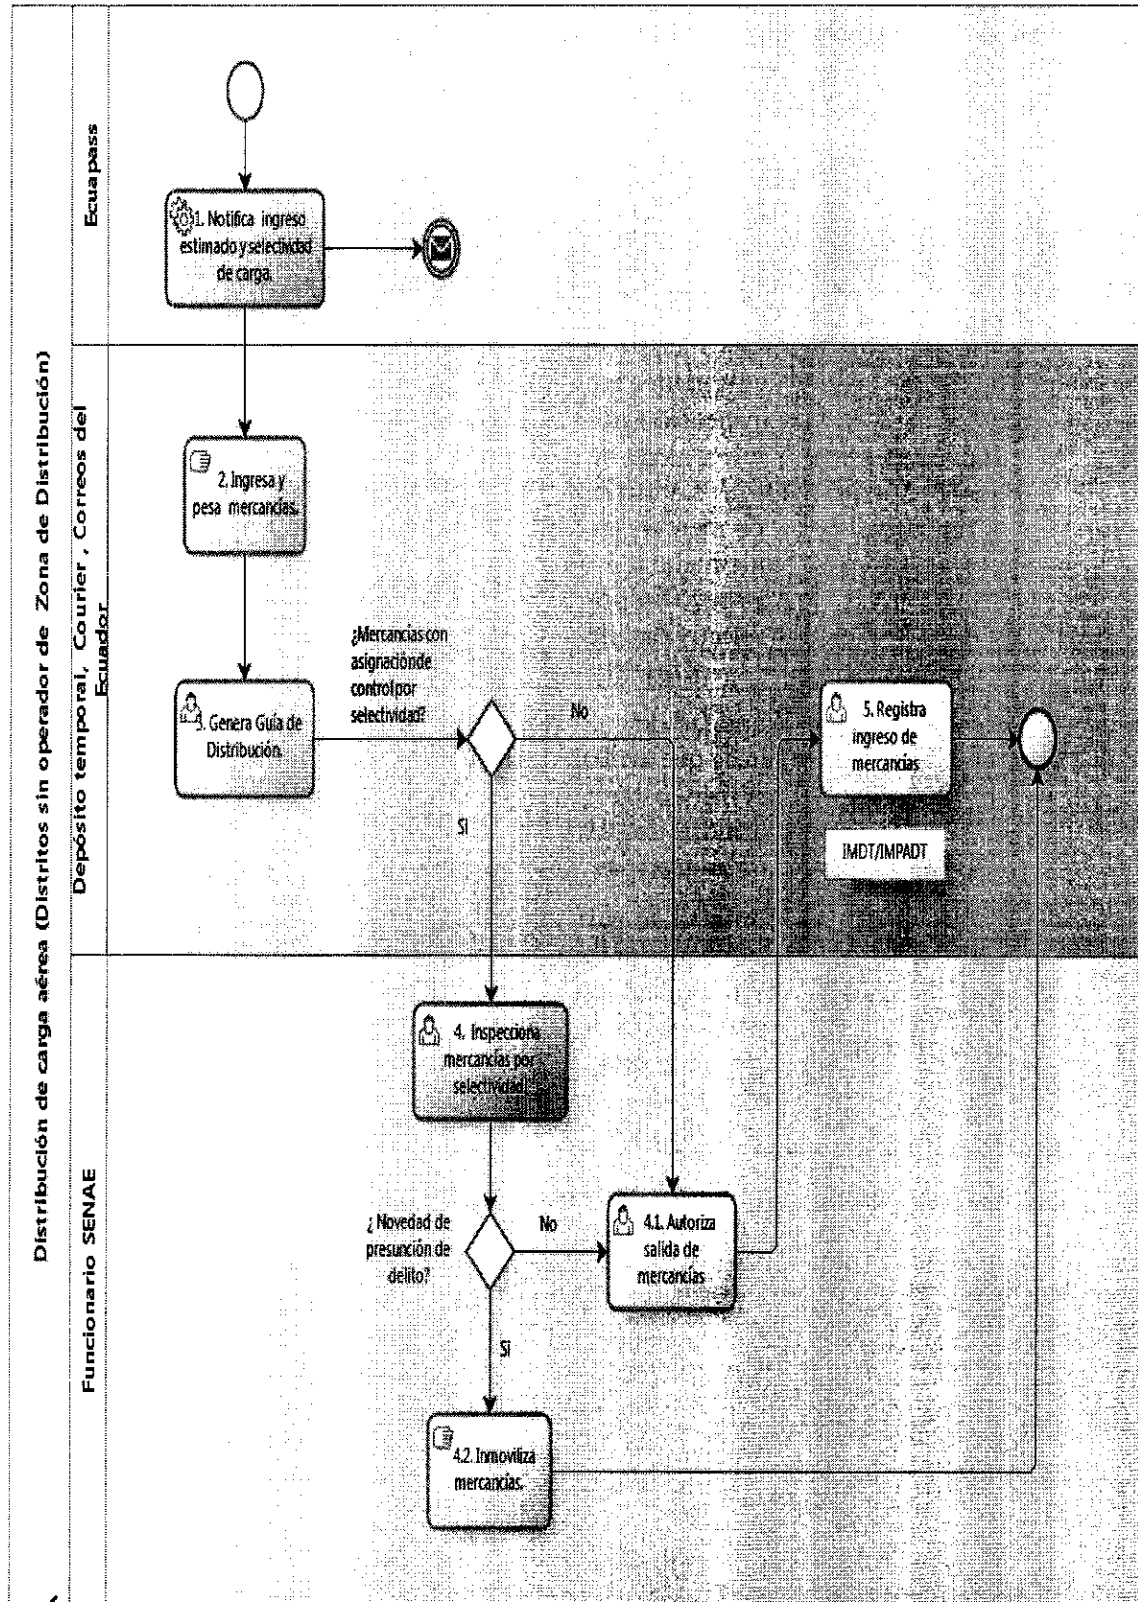 Distribución de carga aérea (Distritos sin operador de Zona de Distribución)
Ecuapass
1. Notifica ingreso
estimado y selectividad
de carga.
Depósito temporal, Courier, Correos del
Ecuador
2. Ingresa y
pesa mercancías.
3. Genera Guía de
Distribución.
¿Mercancías con
asignación de
control por
selectividad?
No
SI
5. Registra
ingreso de
mercancías
IMDT/IMPADT
Funcionario SENAE
4. Inspecciona
mercancías por
selectividad
¿Novedad de
presunción de
delito?
No
4.1. Autoriza
salida de
mercancías
SI
4.2. Inmoviliza
mercancías.